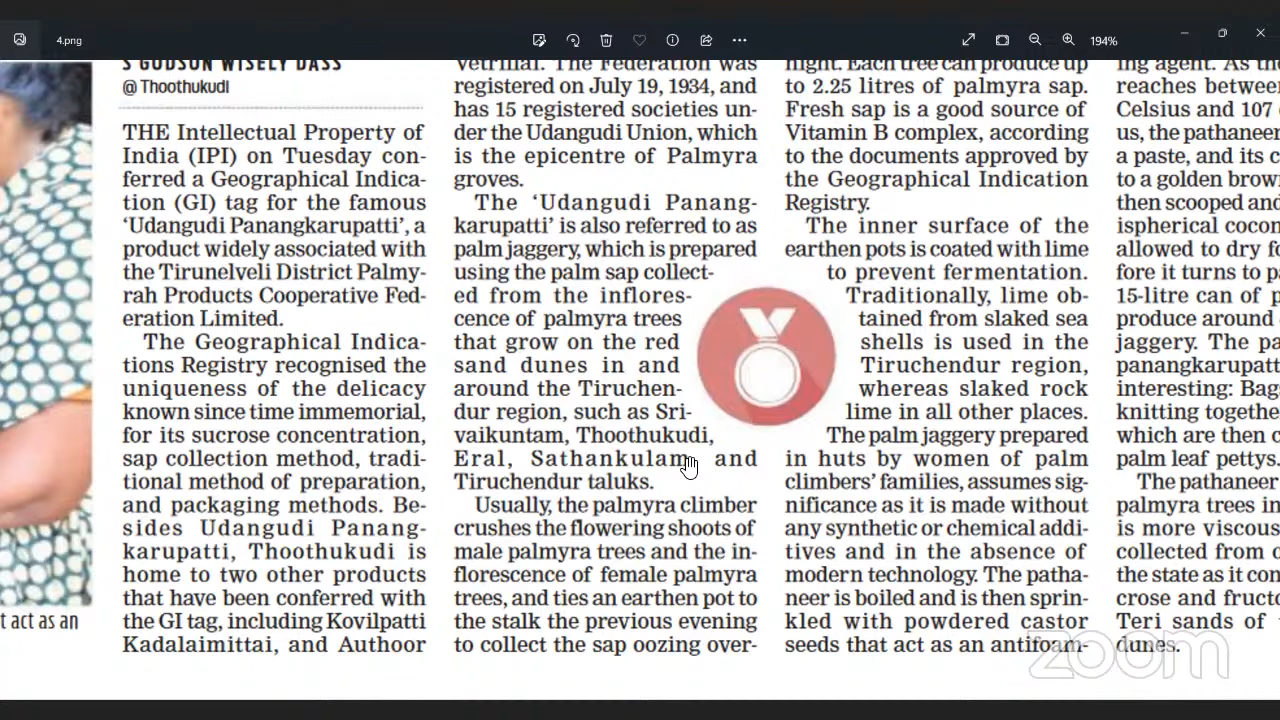 4.png
194%
S GODSON WISELY DASS
@ Thoothukudi
THE Intellectual Property of
India (IPI) on Tuesday con-
ferred a Geographical Indica-
tion (GI) tag for the famous
‘Udangudi Panangkarupatti’, a
product widely associated with
the Tirunelveli District Palmy-
rah Products Cooperative Fed-
eration Limited.
The Geographical Indica-
tions Registry recognised the
uniqueness of the delicacy
known since time immemorial,
for its sucrose concentration,
sap collection method, tradi-
tional method of preparation,
and packaging methods. Be-
sides Udangudi Panang-
karupatti, Thoothukudi is
home to two other products
that have been conferred with
the GI tag, including Kovilpatti
Kadalaimittai, and Authoor
t act as an
Vetrilai. The Federation was
registered on July 19, 1934, and
has 15 registered societies un-
der the Udangudi Union, which
is the epicentre of Palmyra
groves.
The ‘Udangudi Panang-
karupatti’ is also referred to as
palm jaggery, which is prepared
using the palm sap collect-
ed from the inflores-
cence of palmyra trees
that grow on the red
sand dunes in and
around the Tiruchen-
dur region, such as Sri-
vaikuntam, Thoothukudi,
Eral, Sathankulam, and
Tiruchendur taluks.
Usually, the palmyra climber
crushes the flowering shoots of
male palmyra trees and the in-
florescence of female palmyra
trees, and ties an earthen pot to
the stalk the previous evening
to collect the sap oozing over-
night. Each tree can produce up
to 2.25 litres of palmyra sap.
Fresh sap is a good source of
Vitamin B complex, according
to the documents approved by
the Geographical Indication
Registry.
The inner surface of the
earthen pots is coated with lime
to prevent fermentation.
Traditionally, lime ob-
tained from slaked sea
shells is used in the
Tiruchendur region,
whereas slaked rock
lime in all other places.
The palm jaggery prepared
in huts by women of palm
climbers’ families, assumes sig-
nificance as it is made without
any synthetic or chemical addi-
tives and in the absence of
modern technology. The patha-
neer is boiled and is then sprin-
kled with powdered castor
seeds that act as an antifoam-
ing agent. As the
reaches between
Celsius and 107
us, the pathaneer
a paste, and its c
to a golden brow
then scooped and
ispherical cocon
allowed to dry fo
fore it turns to pa
15-litre can of p
produce around
jaggery. The pa
panangkarupatt
interesting: Bag
knitting togethe
which are then c
palm leaf pettys.
The pathaneer
palmyra trees in
is more viscous
collected from o
the state as it con
crose and fructo
Teri sands of
dunes.
zoom